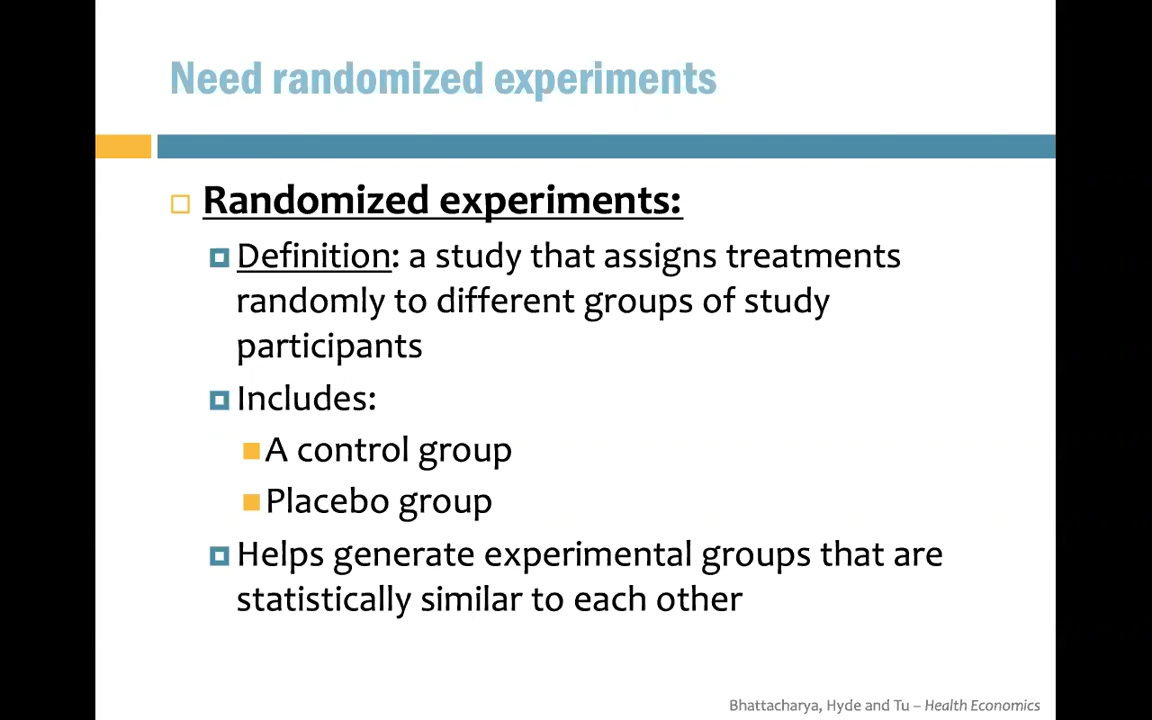 Need randomized experiments
Randomized experiments:
Definition: a study that assigns treatments
randomly to different groups of study
participants
Includes:
A control group
Placebo group
Helps generate experimental groups that are
statistically similar to each other
Bhattacharya, Hyde and Tu – Health Economics